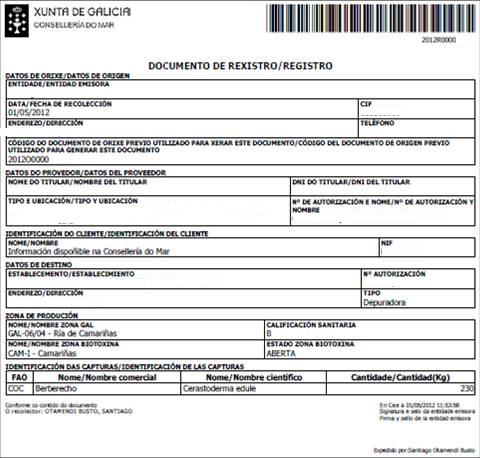 XUNTA DE GALICIA
CONSELLERÍA DO MAR
2012R0000
DOCUMENTO DE REXISTRO/REGISTRO
DATOS DE ORIXE/DATOS DE ORIGEN
ENTIDADE/ENTIDAD EMISORA
DATA/FECHA DE RECOLECCIÓN
CIF
01/05/2012
ENDEREZO/DIRECCIÓN
TELÉFONO
CÓDIGO DO DOCUMENTO DE ORIXE PREVIO UTILIZADO PARA XERAR ESTE DOCUMENTO/CÓDIGO DEL DOCUMENTO DE ORIGEN PREVIO
UTILIZADO PARA GENERAR ESTE DOCUMENTO
2012O0000
DATOS DO PROVEDOR/DATOS DEL PROVEEDOR
NOME DO TITULAR/NOMBRE DEL TITULAR
DNI DO TITULAR/DNI DEL TITULAR
TIPO E UBICACIÓN/TIPO Y UBICACIÓN
Nº DE AUTORIZACIÓN E NOME/Nº DE AUTORIZACIÓN Y
NOMBRE
IDENTIFICACIÓN DO CLIENTE/IDENTIFICACIÓN DEL CLIENTE
NOME/NOMBRE
NIF
Información dispoñible na Consellería do Mar
DATOS DE DESTINO
ESTABLECEMENTO/ESTABLECIMIENTO
Nº AUTORIZACIÓN
ENDEREZO/DIRECCIÓN
TIPO
Depuradora
ZONA DE PRODUCIÓN
NOME/NOMBRE ZONA GAL
CALIFICACIÓN SANITARIA
GAL-06/04 - Ría de Camariñas
B
NOME/NOMBRE ZONA BIOTOXINA
ESTADO ZONA BIOTOXINA
CAM-I - Camariñas
ABERTA
IDENTIFICACIÓN DAS CAPTURAS/IDENTIFICACIÓN DE LAS CAPTURAS
FAO Nome/Nombre comercial Nome/Nombre científico Cantidade/Cantidad(Kg)
COC Berberecho Cerastoderma edule 230
Conforme co contido do documento
O recolector: OTAMENDI BUSTO, SANTIAGO
En Cee a 01/05/2012 11:53:58
Signatura e selo da entidade emisora
Firma y sello de la entidad emisora
Expedido por:Santiago Otamendi Busto